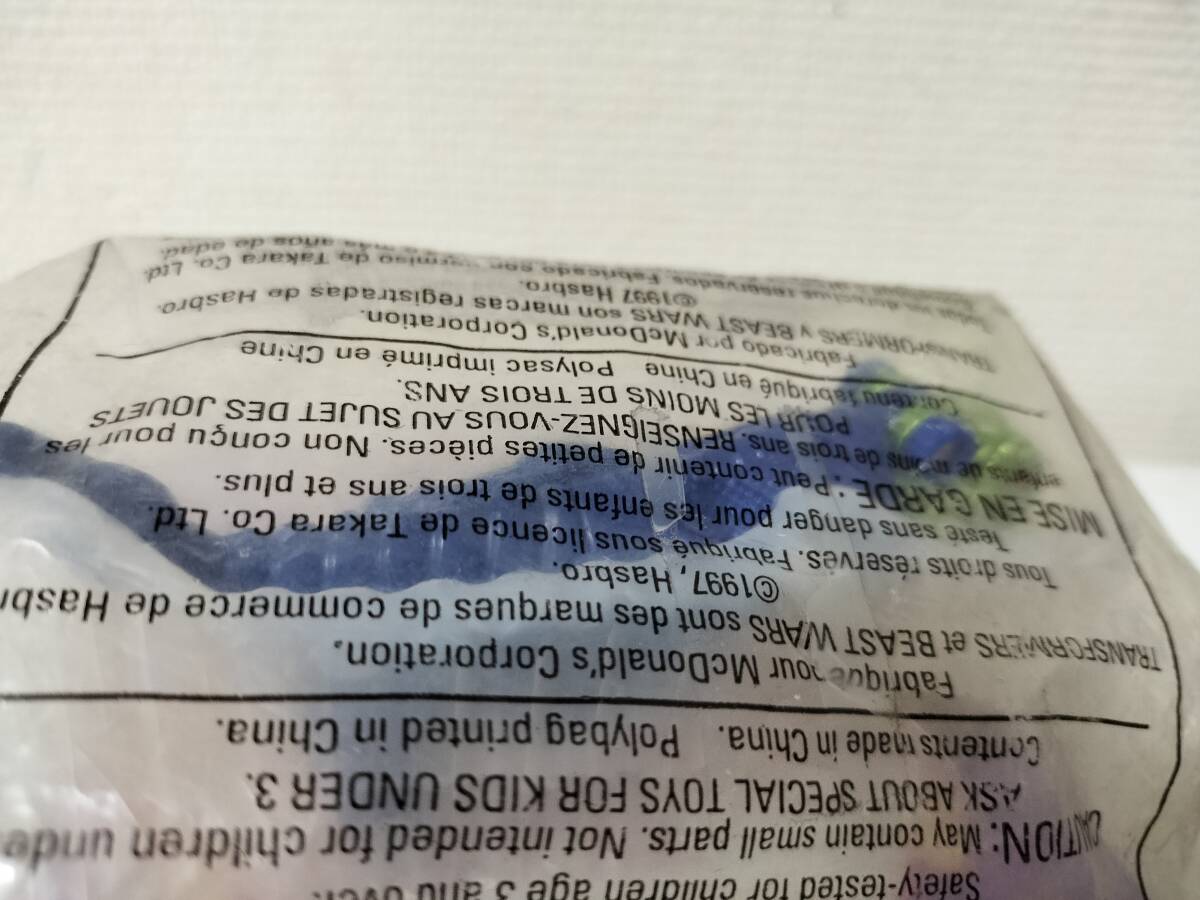 Safety-tested for children age 3 and over.
CAUTION: May contain small parts. Not intended for children unde
ASK ABOUT SPECIAL TOYS FOR KIDS UNDER 3.
Contents made in China. Polybag printed in China.
Fabriqué pour McDonald's Corporation.
TRANSFORMERS et BEAST WARS sont des marques de commerce de Hasbr
©1997, Hasbro.
Tous droits réservés. Fabriqué sous licence de Takara Co. Ltd.
Testé sans danger pour les enfants de trois ans et plus.
MISE EN GARDE: Peut contenir de petites pièces. Non conçu pour les
enfants de moins de trois ans. RENSEIGNEZ-VOUS AU SUJET DES JOUETS
POUR LES MOINS DE TROIS ANS.
Contenu fabriqué en Chine Polysac imprimé en Chine
Fabricado por McDonald's Corporation.
TRANSFORMERS y BEAST WARS son marcas registradas de Hasbro.
©1997 Hasbro.
Todos los derechos reservados. Fabricado con permiso de Takara Co. Ltd.
más años de edad.